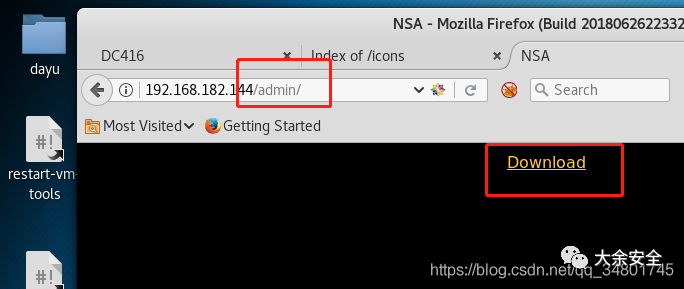 NSA - Mozilla Firefox (Build 2018062622332
dayu
DC416
Index of /icons
NSA
192.168.182.144/admin/
Search
Most Visited
Getting Started
#!
restart-vm-
tools
Download
#!
大余安全
https://blog.csdn.net/qq_34801745